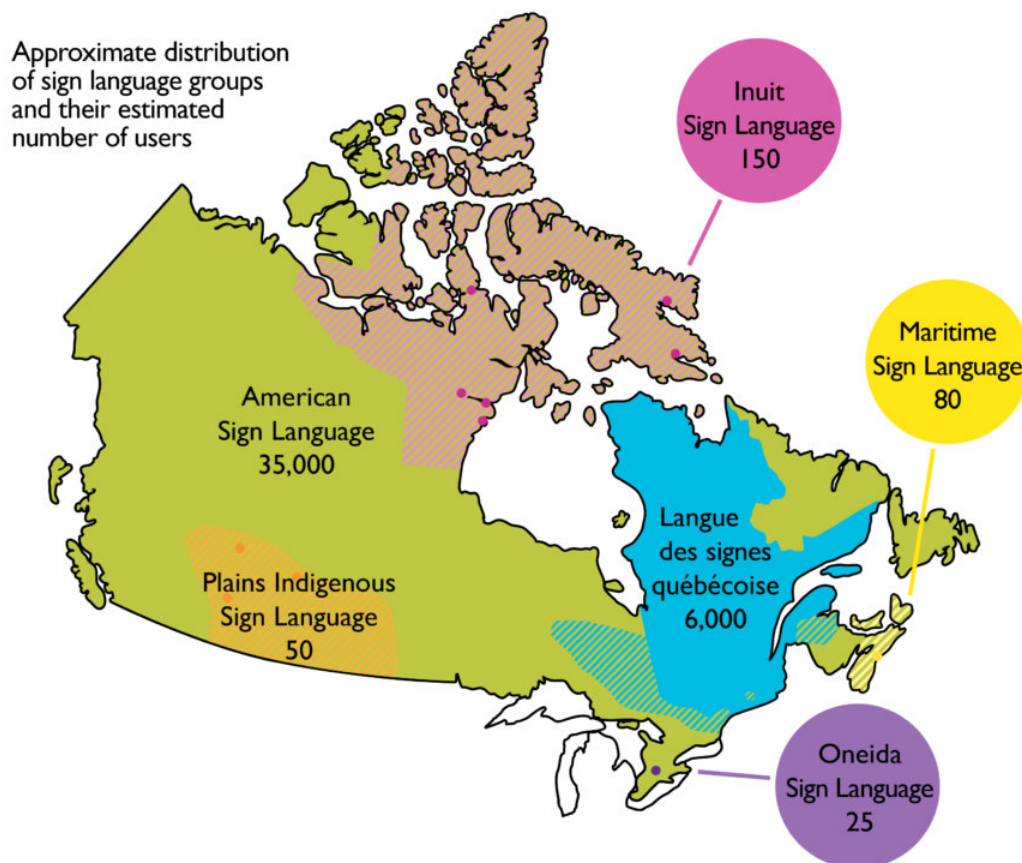 Approximate distribution
of sign language groups
and their estimated
number of users
Inuit
Sign Language
150
Maritime
Sign Language
80
American
Sign Language
35,000
Langue
des signes
québécoise
6,000
Plains Indigenous
Sign Language
50
Oneida
Sign Language
25